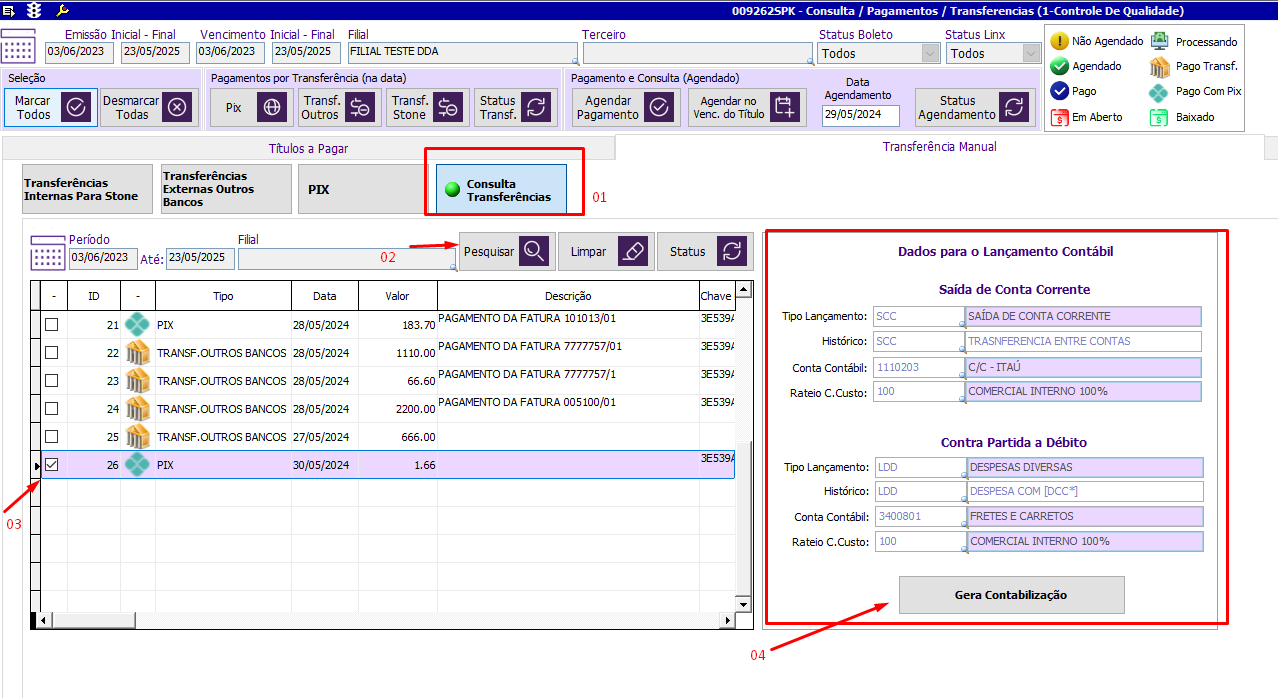 009262SPK - Consulta / Pagamentos / Transferencias (1-Controle De Qualidade)
Emissão Inicial - Final
Vencimento Inicial - Final
Filial
Terceiro
Status Boleto
Status Linx
03/06/2023
23/05/2025
03/06/2023
23/05/2025
FILIAL TESTE DDA
Todos
Todos
Não Agendado
Processando
Agendado
Pago Transf.
Pago
Pago Com Pix
Em Aberto
Baixado
Seleção
Marcar
Todos
Desmarcar
Todas
Pagamentos por Transferência (na data)
Pix
Transf.
Outros
Transf.
Stone
Status
Transf.
Pagamento e Consulta (Agendado)
Agendar
Pagamento
Agendar no
Venc. do Título
Data
Agendamento
29/05/2024
Status
Agendamento
Títulos a Pagar
Transferência Manual
Transferências
Internas Para Stone
Transferências
Externas Outros
Bancos
PIX
Consulta
Transferências
01
Período
03/06/2023
Até:
23/05/2025
Filial
02
Pesquisar
Limpar
Status
- ID - Tipo Data Valor Descrição Chave
21 PIX 28/05/2024 183.70 PAGAMENTO DA FATURA 101013/01 3E539A
22 TRANSF.OUTROS BANCOS 28/05/2024 1110.00 PAGAMENTO DA FATURA 7777757/01 3E539A
23 TRANSF.OUTROS BANCOS 28/05/2024 66.60 PAGAMENTO DA FATURA 7777757/1 3E539A
24 TRANSF.OUTROS BANCOS 28/05/2024 2200.00 PAGAMENTO DA FATURA 005100/01 3E539A
25 TRANSF.OUTROS BANCOS 27/05/2024 666.00
26 PIX 30/05/2024 1.66 3E539A
03
Dados para o Lançamento Contábil
Saída de Conta Corrente
Tipo Lançamento: SCC SAÍDA DE CONTA CORRENTE
Histórico: SCC TRASNFERENCIA ENTRE CONTAS
Conta Contábil: 1110203 C/C - ITAÚ
Rateio C.Custo: 100 COMERCIAL INTERNO 100%
Contra Partida a Débito
Tipo Lançamento: LDD DESPESAS DIVERSAS
Histórico: LDD DESPESA COM [DCC*]
Conta Contábil: 3400801 FRETES E CARRETOS
Rateio C.Custo: 100 COMERCIAL INTERNO 100%
Gera Contabilização
04